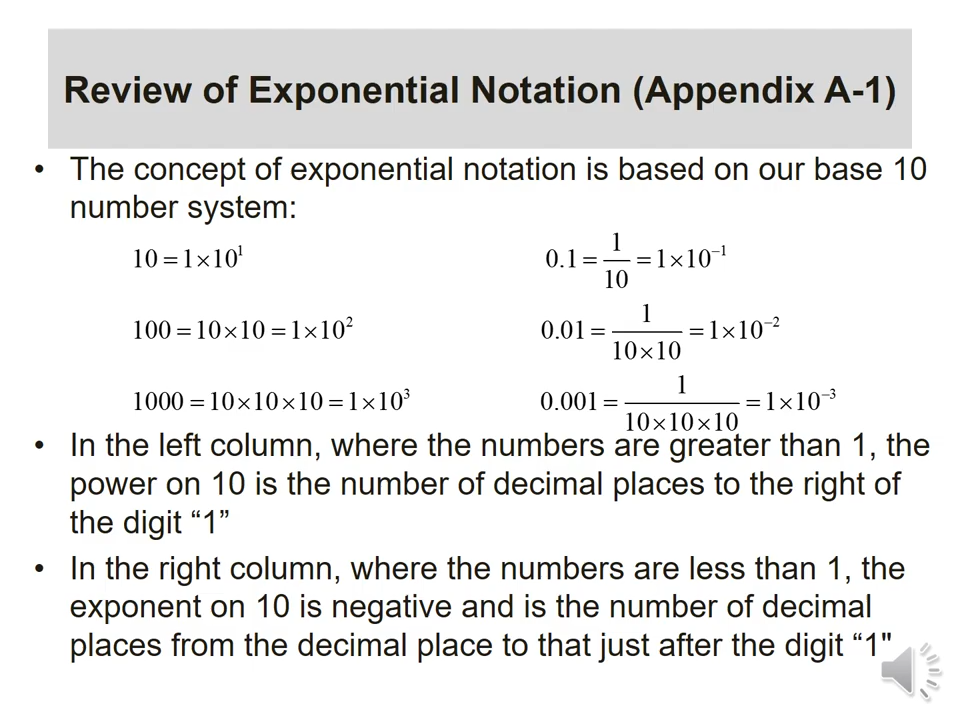 Review of Exponential Notation (Appendix A-1)
• The concept of exponential notation is based on our base 10
number system:
10 = 1×10¹
0.1 = 1/10 = 1×10⁻¹
100 = 10×10 = 1×10²
0.01 = 1/(10×10) = 1×10⁻²
1000 = 10×10×10 = 1×10³
0.001 = 1/(10×10×10) = 1×10⁻³
• In the left column, where the numbers are greater than 1, the
power on 10 is the number of decimal places to the right of
the digit “1”
• In the right column, where the numbers are less than 1, the
exponent on 10 is negative and is the number of decimal
places from the decimal place to that just after the digit “1"